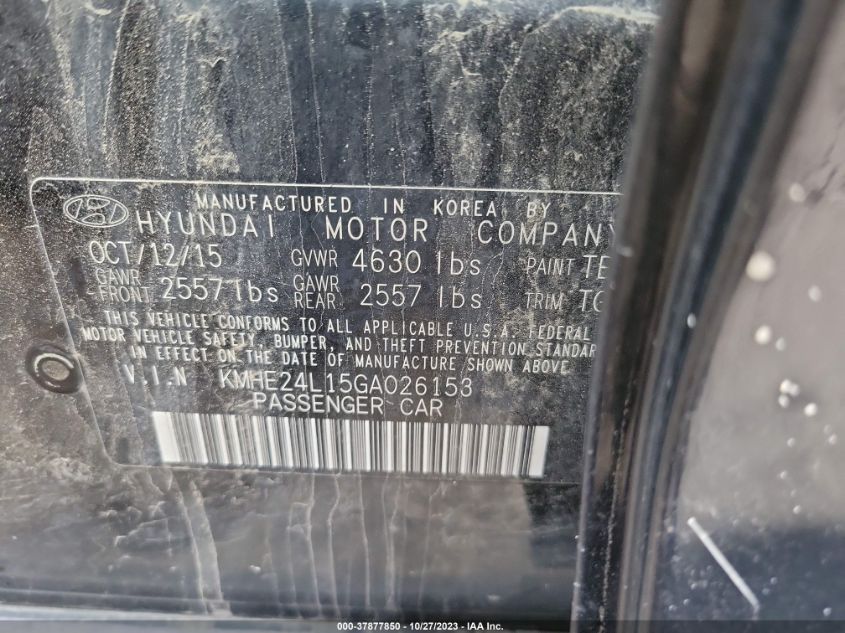 MANUFACTURED IN KOREA BY
HYUNDAI MOTOR COMPANY
OCT/12/15 GVWR 4630 lbs PAINT TE
GAWR FRONT 2557 lbs GAWR REAR 2557 lbs TRIM TG
THIS VEHICLE CONFORMS TO ALL APPLICABLE U.S.A. FEDERAL
MOTOR VEHICLE SAFETY, BUMPER, AND THEFT PREVENTION STANDAR
IN EFFECT ON THE DATE OF MANUFACTURE SHOWN ABOVE
V.I.N KMHE24L15GA026153
PASSENGER CAR
000-37877850 | 10/27/2023 | IAA Inc.